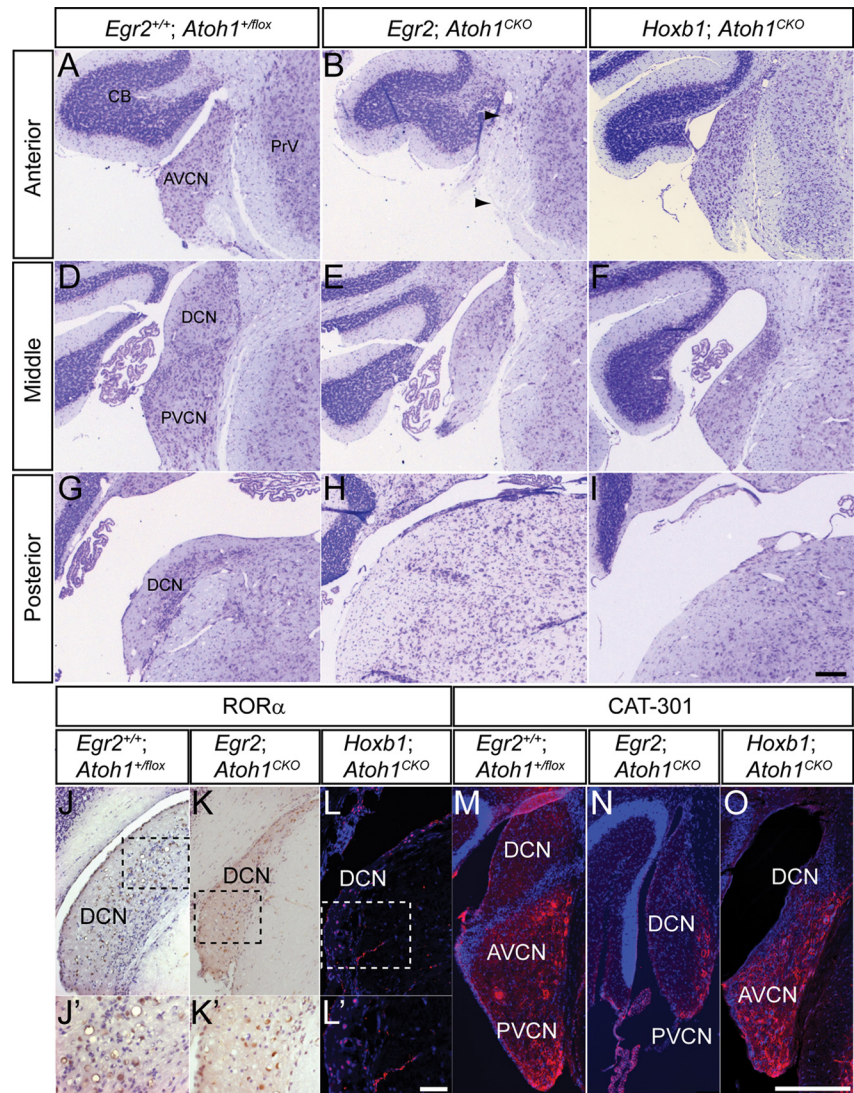 Egr2+/+; Atoh1+/flox
Egr2; Atoh1CKO
Hoxb1; Atoh1CKO
Anterior
A
CB
AVCN
PrV
B
C
Middle
D
DCN
PVCN
E
F
Posterior
G
DCN
H
I
RORα
CAT-301
Egr2+/+;
Atoh1+/flox
Egr2;
Atoh1CKO
Hoxb1;
Atoh1CKO
Egr2+/+;
Atoh1+/flox
Egr2;
Atoh1CKO
Hoxb1;
Atoh1CKO
J
DCN
K
DCN
L
DCN
M
DCN
AVCN
PVCN
N
DCN
PVCN
O
DCN
AVCN
J'
K'
L'